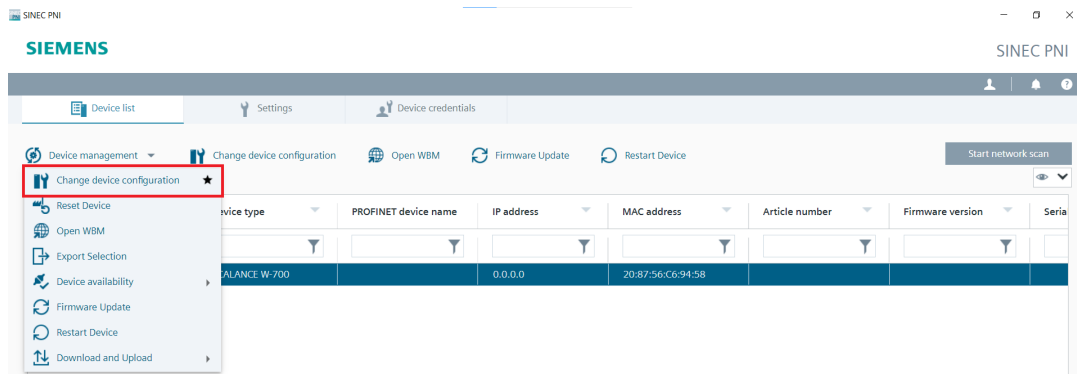 SINEC PNI
SIEMENS
SINEC PNI
Device list
Settings
Device credentials
Device management
Change device configuration
Open WBM
Firmware Update
Restart Device
Start network scan
Change device configuration
Reset Device
Open WBM
Export Selection
Device availability
Firmware Update
Restart Device
Download and Upload
evice type
PROFINET device name
IP address
MAC address
Article number
Firmware version
Seria
CALANCE W-700
0.0.0.0
20:87:56:C6:94:58